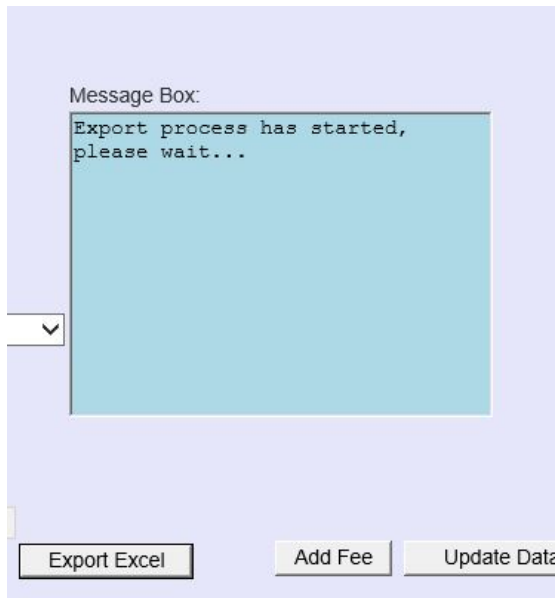 Message Box:
Export process has started,
please wait...
Export Excel
Add Fee
Update Data